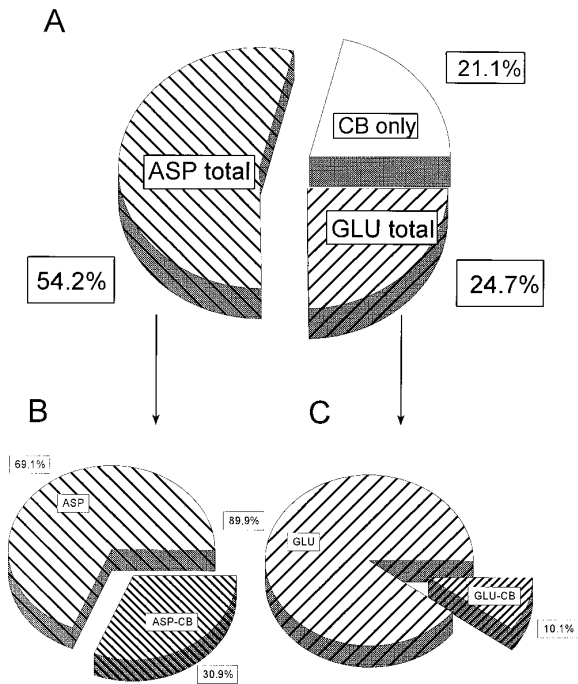 A
21.1%
CB only
ASP total
GLU total
54.2%
24.7%
B
C
69.1%
ASP
89.9%
GLU
ASP-CB
GLU-CB
10.1%
30.9%